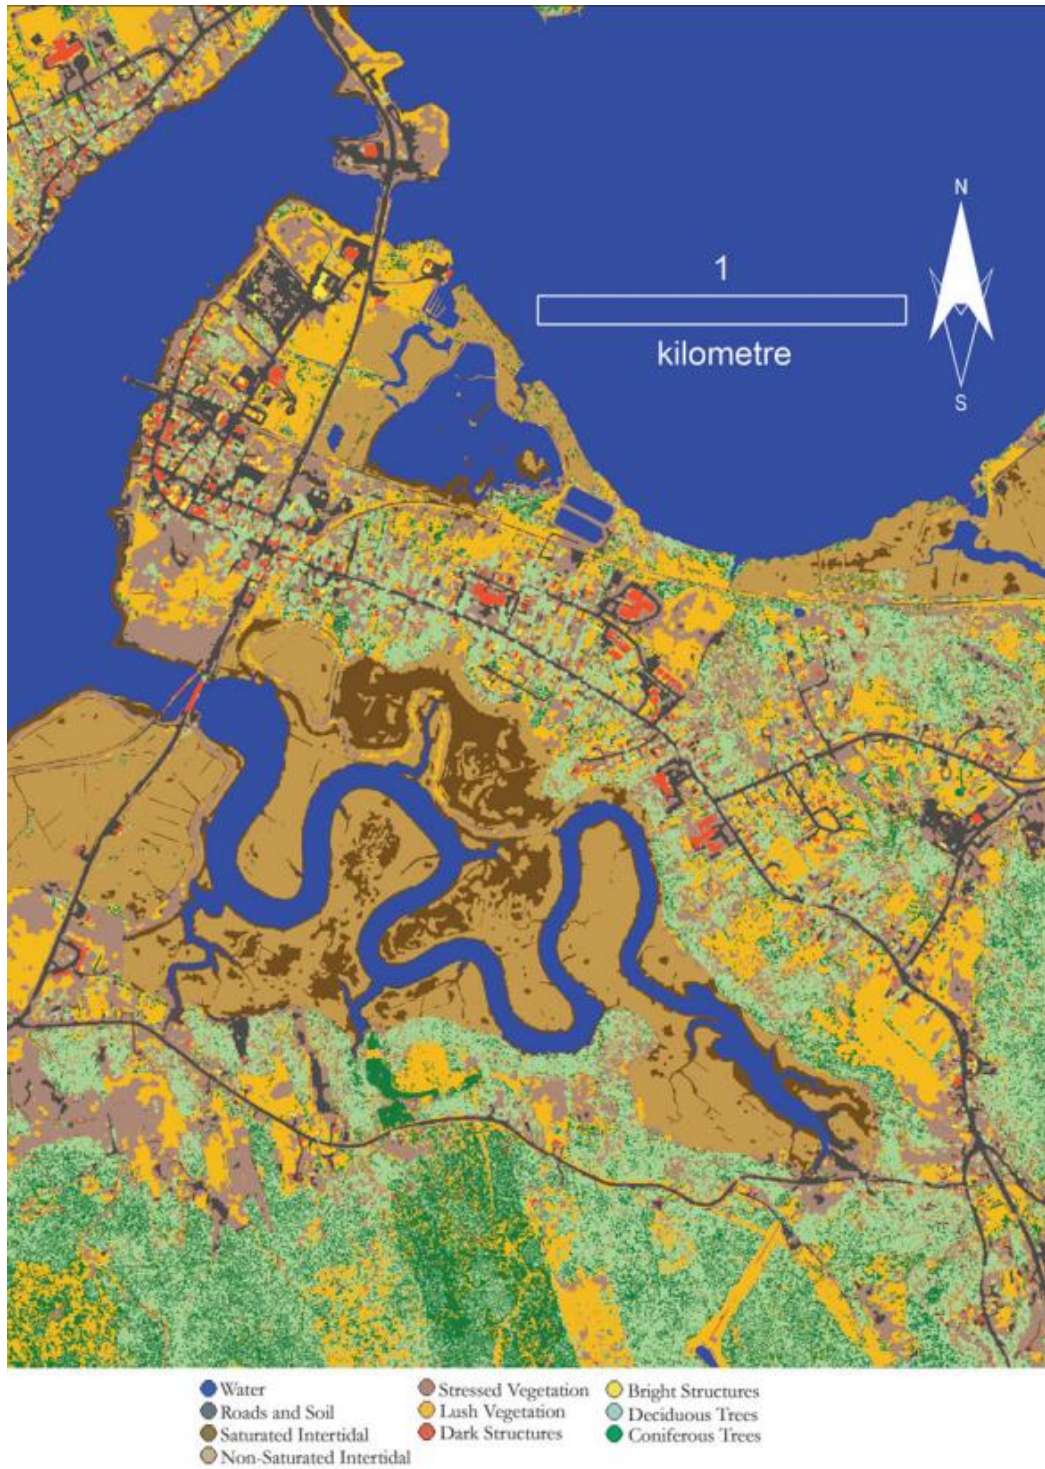 N
1
kilometre
S
Water
Roads and Soil
Saturated Intertidal
Non-Saturated Intertidal
Stressed Vegetation
Lush Vegetation
Dark Structures
Bright Structures
Deciduous Trees
Coniferous Trees